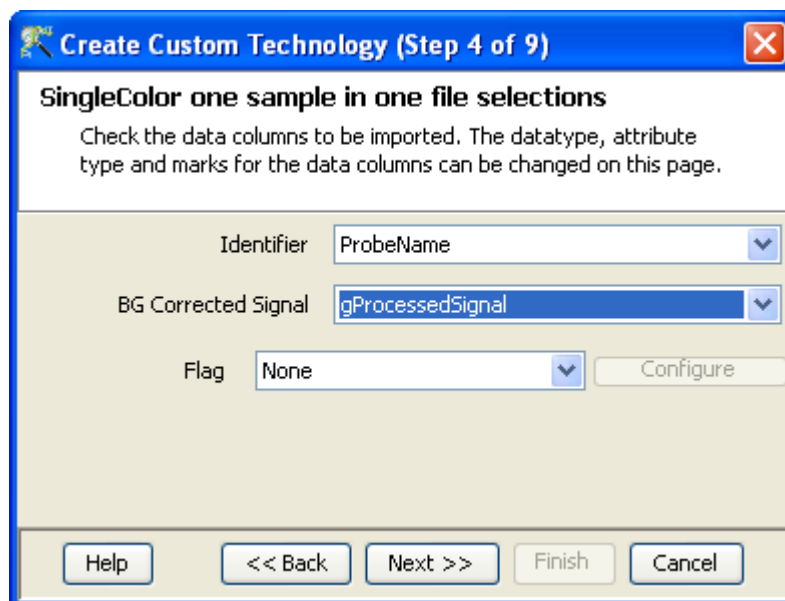 Create Custom Technology (Step 4 of 9)
SingleColor one sample in one file selections
Check the data columns to be imported. The datatype, attribute
type and marks for the data columns can be changed on this page.
Identifier ProbeName
BG Corrected Signal gProcessedSignal
Flag None Configure
Help << Back Next >> Finish Cancel